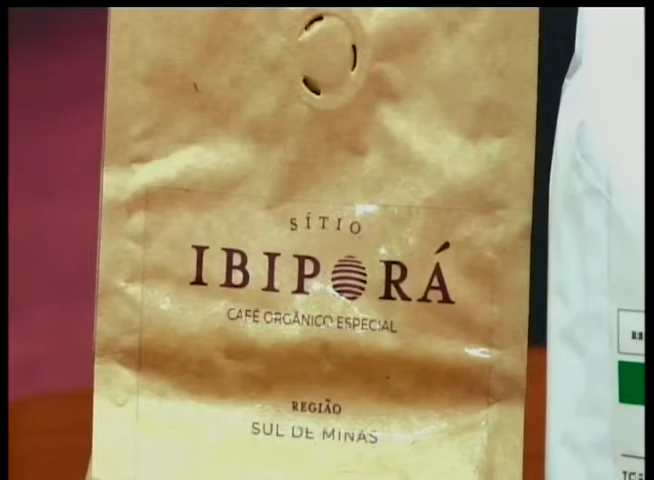 SÍTIO
IBIPORÁ
CAFÉ ORGÂNICO ESPECIAL
REGIÃO
SUL DE MINAS